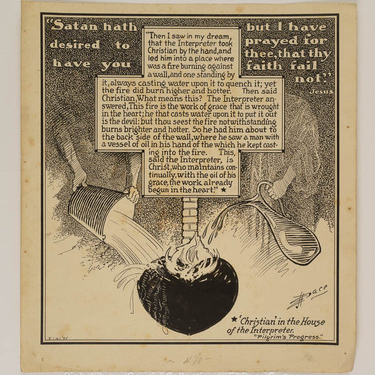 "Satan hath
desired to
have you
but I have
prayed for
thee, that thy
faith fail
not."
Jesus
"Then I saw in my dream,
that the Interpreter took
Christian by the hand, and
led him into a place where
was a fire burning against
a wall, and one standing by
it, always casting water upon it to quench it; yet
the fire did burn higher and hotter. Then said
Christian, What means this? The Interpreter an-
swered, This fire is the work of grace that is wrought
in the heart; he that casts water upon it to put it out
is the devil: but thou seest the fire notwithstanding
burns brighter and hotter. So he had him about to
the back side of the wall, where he saw a man with
a vessel of oil in his hand of the which he kept cast-
ing into the fire. This,
said the Interpreter, is
Christ, who maintains con-
tinually, with the oil of his
grace, the work already
begun in the heart." ★
Pace
★ 'Christian' in the House
of the Interpreter.
"Pilgrim's Progress."